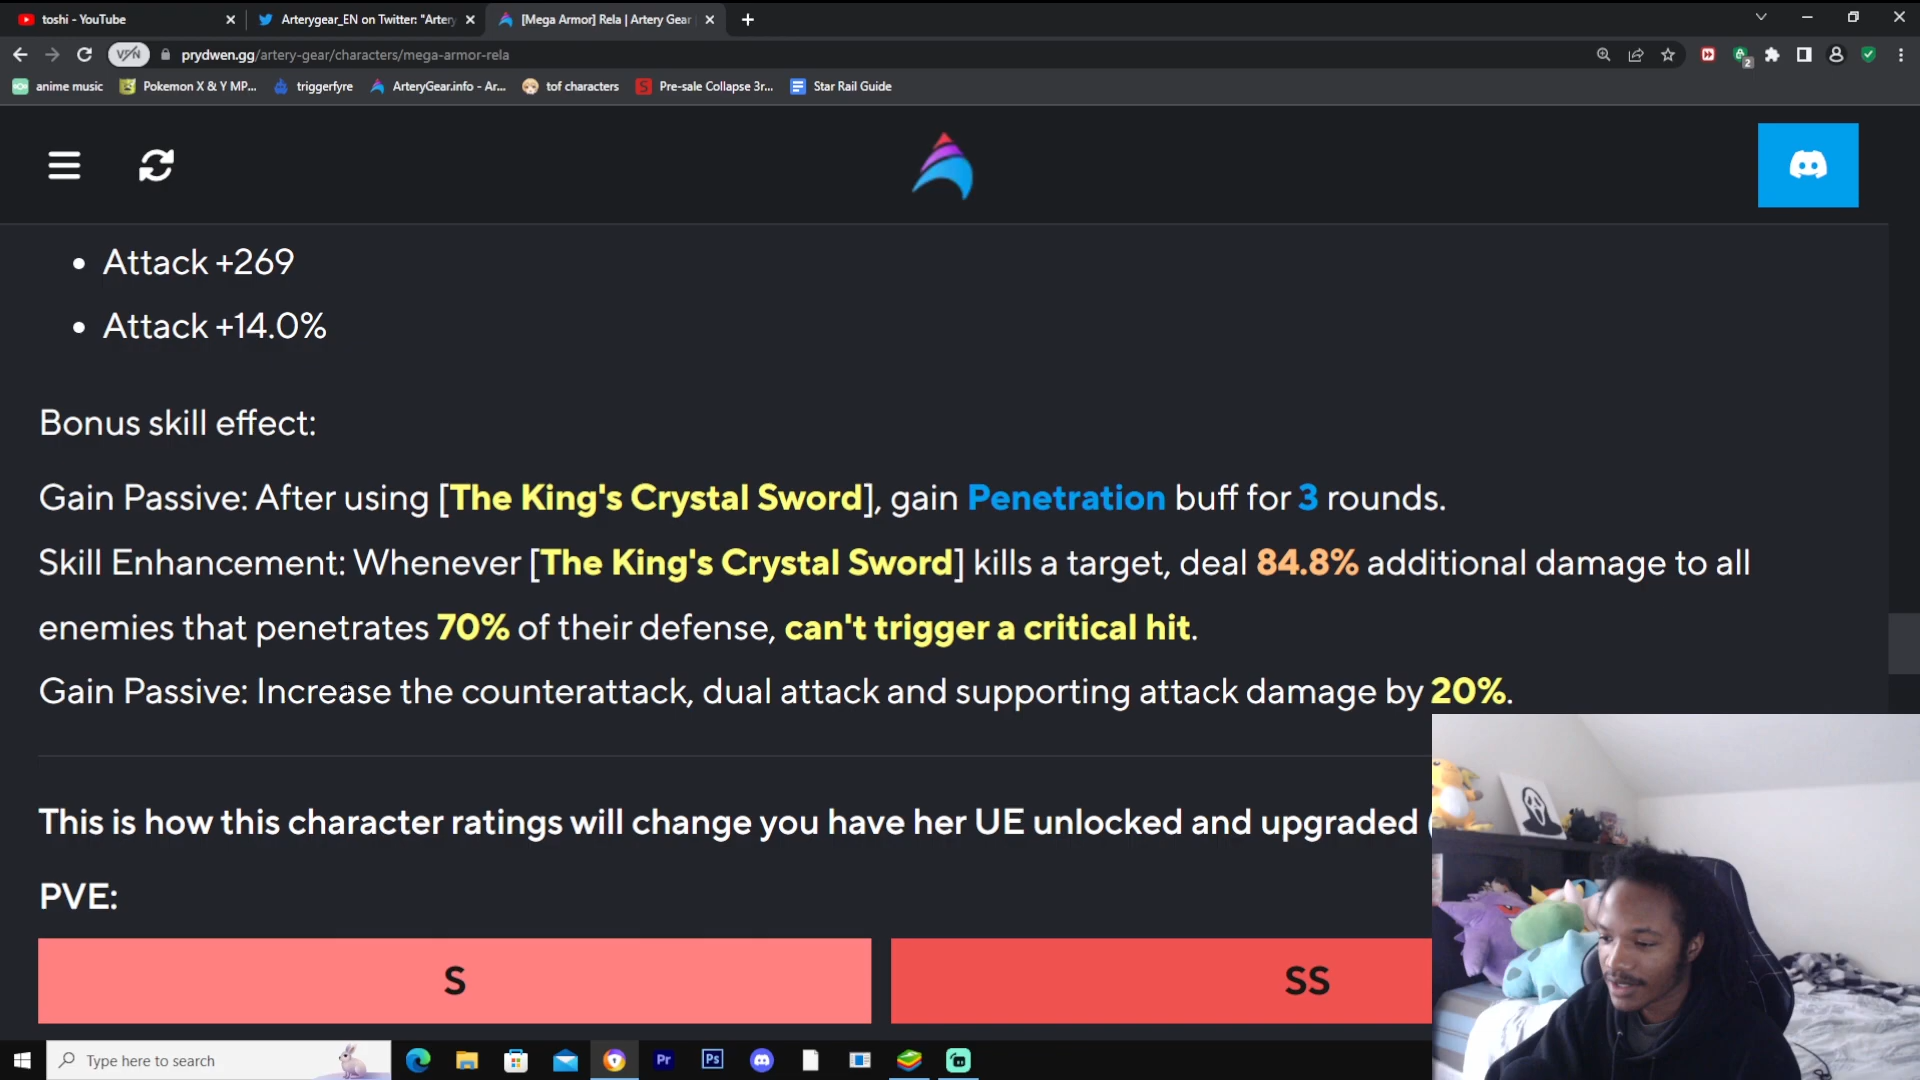 toshi - YouTube
Arterygear_EN on Twitter: "Artery
[Mega Armor] Rela | Artery Gear
VPN
prydwen.gg/artery-gear/characters/mega-armor-rela
2
anime music
Pokemon X & Y MP...
triggerfyre
ArteryGear.info - Ar...
tof characters
Pre-sale Collapse 3r...
Star Rail Guide
• Attack +269
• Attack +14.0%
Bonus skill effect:
Gain Passive: After using [The King's Crystal Sword], gain Penetration buff for 3 rounds.
Skill Enhancement: Whenever [The King's Crystal Sword] kills a target, deal 84.8% additional damage to all
enemies that penetrates 70% of their defense, can't trigger a critical hit.
Gain Passive: Increase the counterattack, dual attack and supporting attack damage by 20%.
This is how this character ratings will change you have her UE unlocked and upgraded (
PVE:
S
SS
Type here to search
Pr
Ps